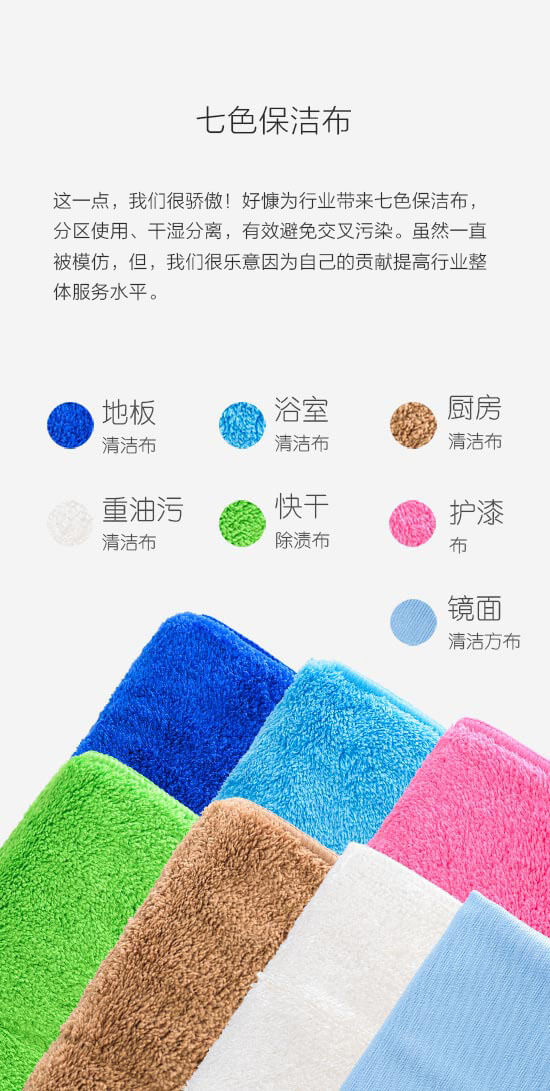 七色保洁布
这一点，我们很骄傲！好慷为行业带来七色保洁布，
分区使用、干湿分离，有效避免交叉污染。虽然一直
被模仿，但，我们很乐意因为自己的贡献提高行业整
体服务水平。
地板
清洁布
浴室
清洁布
厨房
清洁布
重油污
清洁布
快干
除渍布
护漆
布
镜面
清洁方布